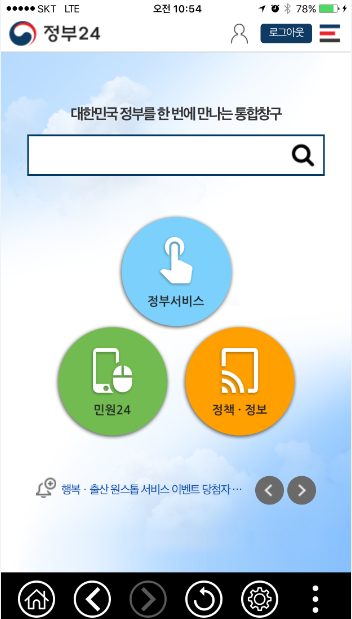 SKT LTE 오전 10:54 78%
정부24 로그아웃
대한민국 정부를 한 번에 만나는 통합창구
정부서비스
민원24 정책 · 정보
행복 · 출산 원스톱 서비스 이벤트 당첨자 ···